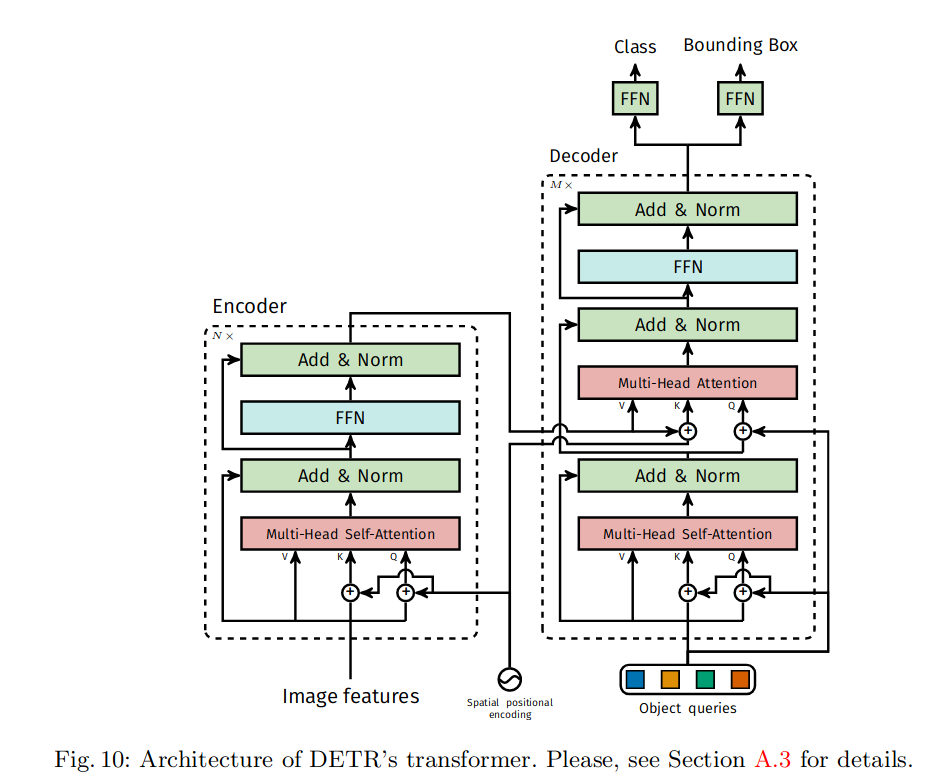 Class Bounding Box
FFN FFN
Decoder
M ×
Add & Norm
FFN
Add & Norm
Multi-Head Attention
V K Q
Add & Norm
Multi-Head Self-Attention
V K Q
Object queries
Encoder
N ×
Add & Norm
FFN
Add & Norm
Multi-Head Self-Attention
V K Q
Image features
Spatial positional
encoding
Fig. 10: Architecture of DETR's transformer. Please, see Section A.3 for details.